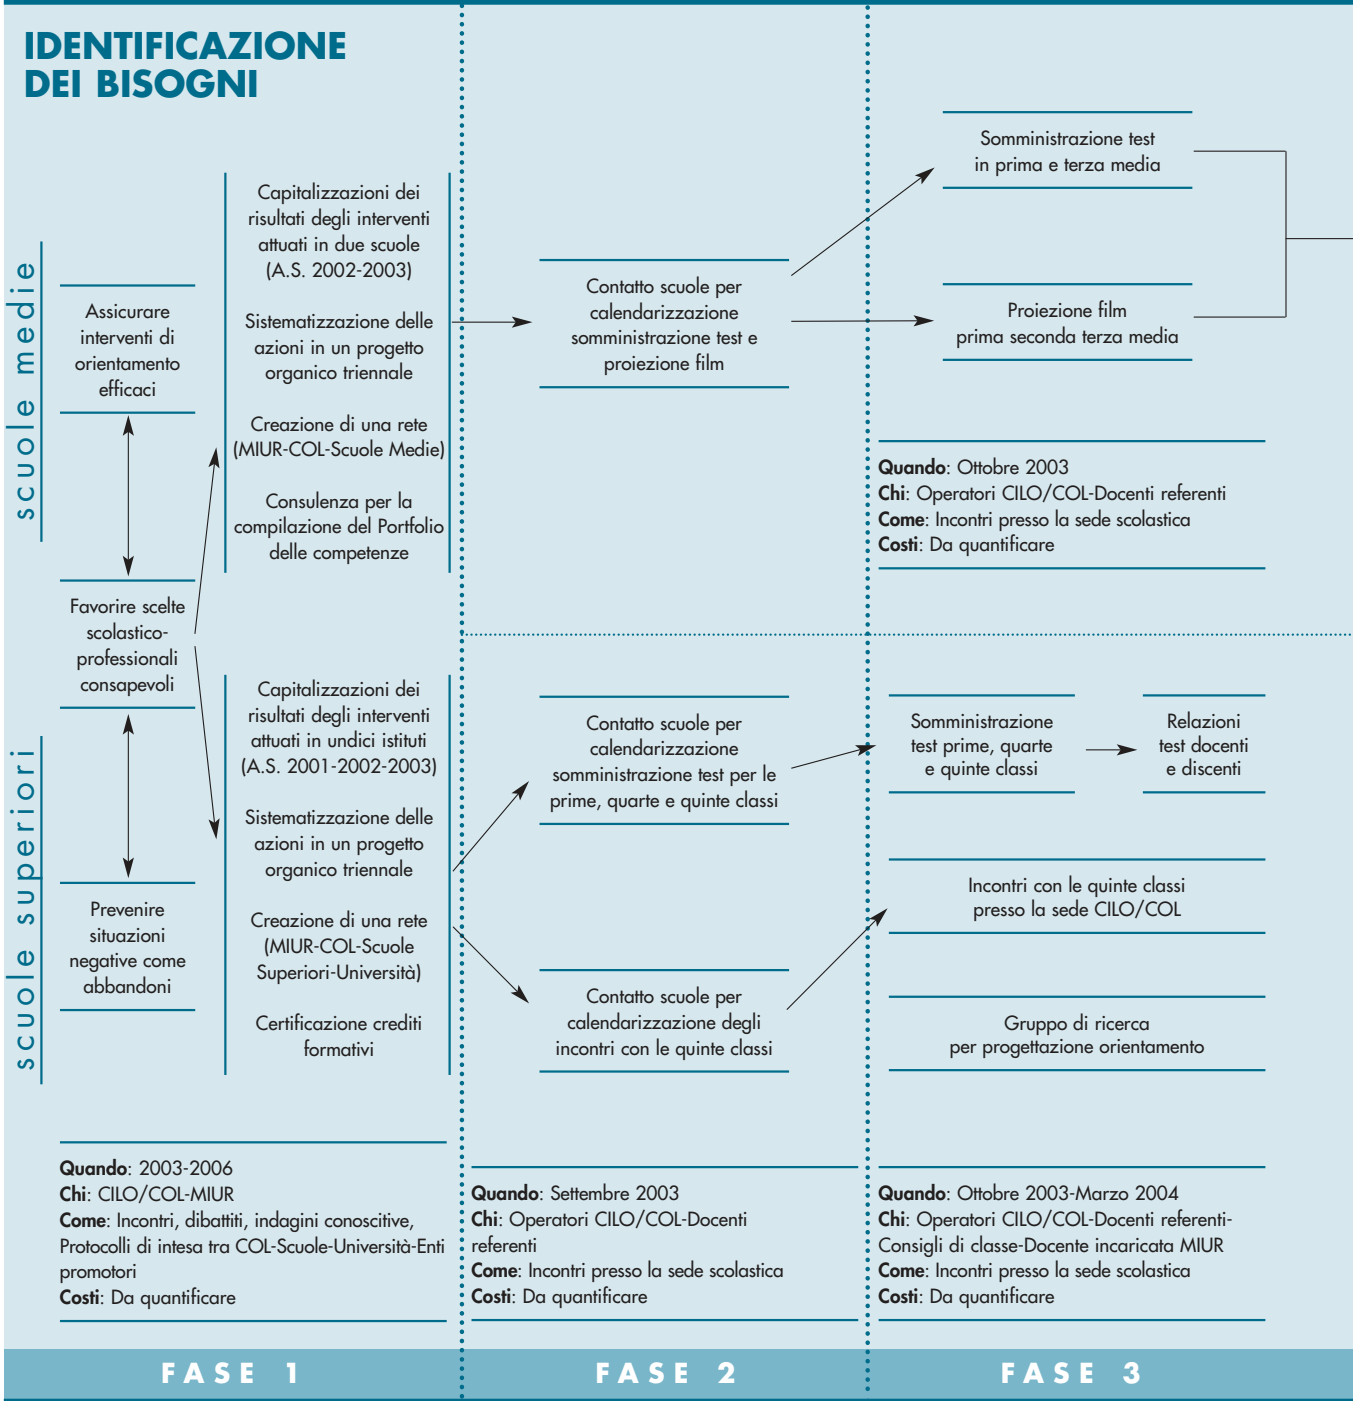 IDENTIFICAZIONE
DEI BISOGNI
scuole medie
Assicurare
interventi di
orientamento
efficaci
Favorire scelte
scolastico-
professionali
consapevoli
scuole superiori
Prevenire
situazioni
negative come
abbandoni
Capitalizzazioni dei
risultati degli interventi
attuati in due scuole
(A.S. 2002-2003)
Sistematizzazione delle
azioni in un progetto
organico triennale
Creazione di una rete
(MIUR-COL-Scuole Medie)
Consulenza per la
compilazione del Portfolio
delle competenze
Capitalizzazioni dei
risultati degli interventi
attuati in undici istituti
(A.S. 2001-2002-2003)
Sistematizzazione delle
azioni in un progetto
organico triennale
Creazione di una rete
(MIUR-COL-Scuole
Superiori-Università)
Certificazione crediti
formativi
Quando: 2003-2006
Chi: CILO/COL-MIUR
Come: Incontri, dibattiti, indagini conoscitive,
Protocolli di intesa tra COL-Scuole-Università-Enti
promotori
Costi: Da quantificare
FASE 1
Contatto scuole per
calendarizzazione
somministrazione test e
proiezione film
Contatto scuole per
calendarizzazione
somministrazione test per le
prime, quarte e quinte classi
Contatto scuole per
calendarizzazione degli
incontri con le quinte classi
Quando: Settembre 2003
Chi: Operatori CILO/COL-Docenti
referenti
Come: Incontri presso la sede scolastica
Costi: Da quantificare
FASE 2
Somministrazione test
in prima e terza media
Proiezione film
prima seconda terza media
Quando: Ottobre 2003
Chi: Operatori CILO/COL-Docenti referenti
Come: Incontri presso la sede scolastica
Costi: Da quantificare
Somministrazione
test prime, quarte
e quinte classi
Relazioni
test docenti
e discenti
Incontri con le quinte classi
presso la sede CILO/COL
Gruppo di ricerca
per progettazione orientamento
Quando: Ottobre 2003-Marzo 2004
Chi: Operatori CILO/COL-Docenti referenti-
Consigli di classe-Docente incaricata MIUR
Come: Incontri presso la sede scolastica
Costi: Da quantificare
FASE 3